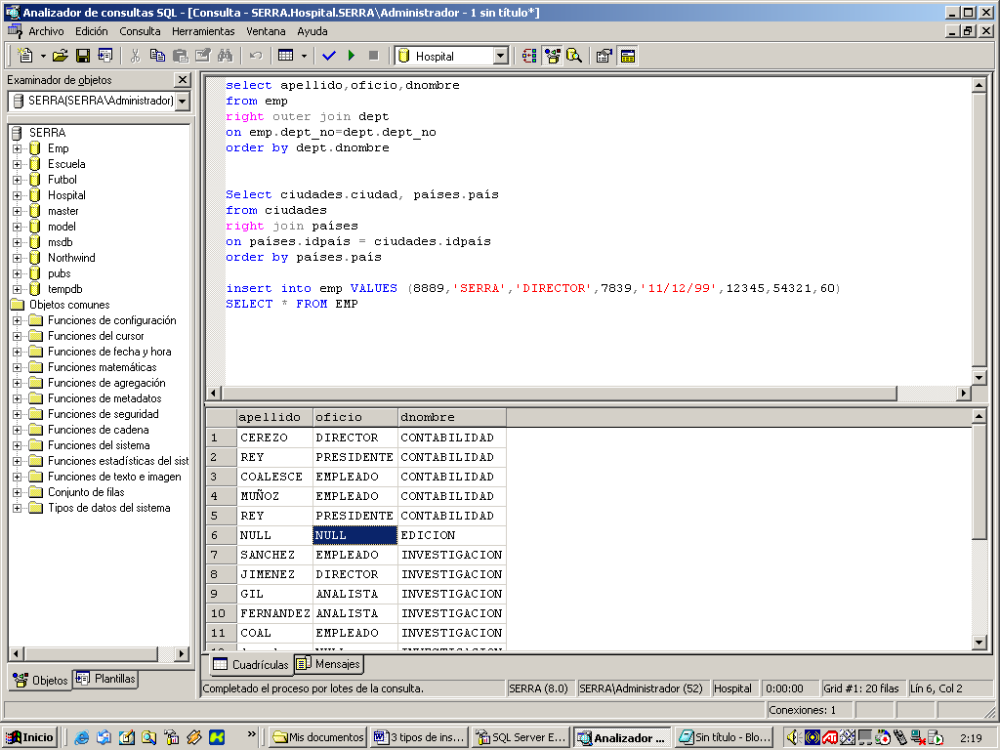 Analizador de consultas SQL - [Consulta - SERRA.Hospital.SERRA\Administrador - 1 sin título*]
Archivo Edición Consulta Herramientas Ventana Ayuda
Hospital
Examinador de objetos
SERRA(SERRA\Administrador)
SERRA
Emp
Escuela
Futbol
Hospital
master
model
msdb
Northwind
pubs
tempdb
Objetos comunes
Funciones de configuración
Funciones del cursor
Funciones de fecha y hora
Funciones matemáticas
Funciones de agregación
Funciones de metadatos
Funciones de seguridad
Funciones de cadena
Funciones del sistema
Funciones estadísticas del sist
Funciones de texto e imagen
Conjunto de filas
Tipos de datos del sistema
Objetos Plantillas
select apellido,oficio,dnombre
from emp
right outer join dept
on emp.dept_no=dept.dept_no
order by dept.dnombre
Select ciudades.ciudad, países.país
from ciudades
right join países
on países.idpaís = ciudades.idpaís
order by países.país
insert into emp VALUES (8889,'SERRA','DIRECTOR',7839,'11/12/99',12345,54321,60)
SELECT * FROM EMP
apellido oficio dnombre
1 CEREZO DIRECTOR CONTABILIDAD
2 REY PRESIDENTE CONTABILIDAD
3 COALESCE EMPLEADO CONTABILIDAD
4 MUÑOZ EMPLEADO CONTABILIDAD
5 REY PRESIDENTE CONTABILIDAD
6 NULL NULL EDICION
7 SANCHEZ EMPLEADO INVESTIGACION
8 JIMENEZ DIRECTOR INVESTIGACION
9 GIL ANALISTA INVESTIGACION
10 FERNANDEZ ANALISTA INVESTIGACION
11 COAL EMPLEADO INVESTIGACION
Cuadrículas Mensajes
Completado el proceso por lotes de la consulta. SERRA (8.0) SERRA\Administrador (52) Hospital 0:00:00 Grid #1: 20 filas Lín 6, Col 2
Conexiones: 1
Inicio » Mis documentos 3 tipos de ins... SQL Server E... Analizador ... Sin título - Blo... 2:19